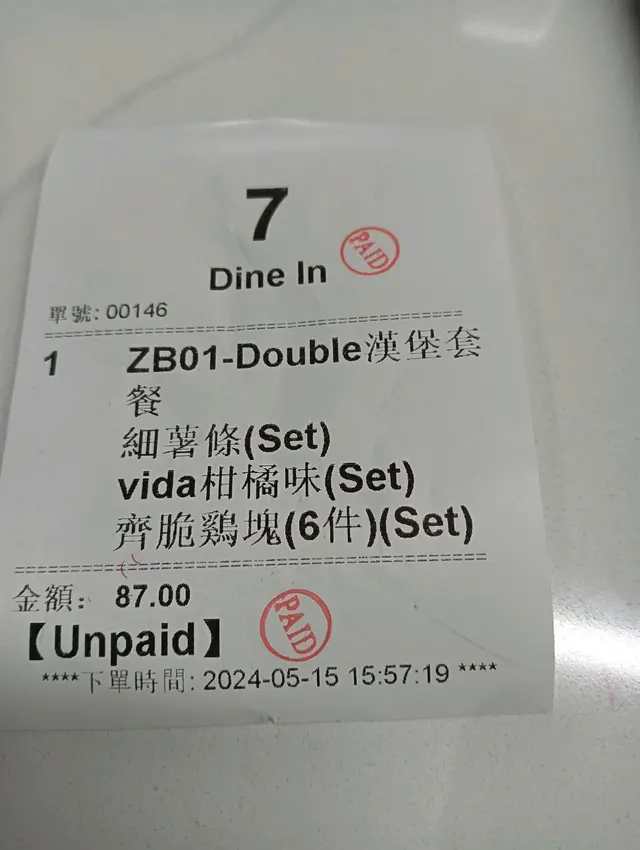 7
PAID
Dine In
單號: 00146
1 ZB01-Double漢堡套
餐
細薯條(Set)
vida柑橘味(Set)
齊脆鷄塊(6件)(Set)
金額: 87.00
【Unpaid】
PAID
****下單時間: 2024-05-15 15:57:19 ****